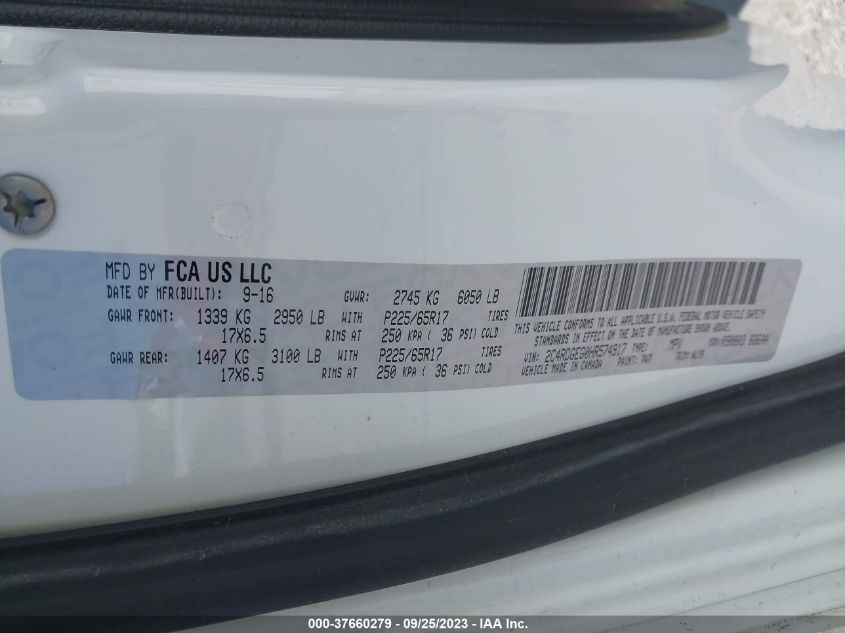 MFD BY FCA US LLC
DATE OF MFR(BUILT): 9-16 GVWR: 2745 KG 6050 LB
GAWR FRONT: 1339 KG 2950 LB WITH P225/65R17 TIRES
17X6.5 RIMS AT 250 KPA ( 36 PSI) COLD
GAWR REAR: 1407 KG 3100 LB WITH P225/65R17 TIRES
17X6.5 RIMS AT 250 KPA ( 36 PSI) COLD
THIS VEHICLE CONFORMS TO ALL APPLICABLE U.S.A. FEDERAL MOTOR VEHICLE SAFETY
STANDARDS IN EFFECT ON THE DATE OF MANUFACTURE SHOWN ABOVE.
VIN: 2C4RDGEG0HR574917 TYPE: MPV MDH:
VEHICLE MADE IN CANADA PAINT: PW7 TRIM:
000-37660279 - 09/25/2023 - IAA Inc.